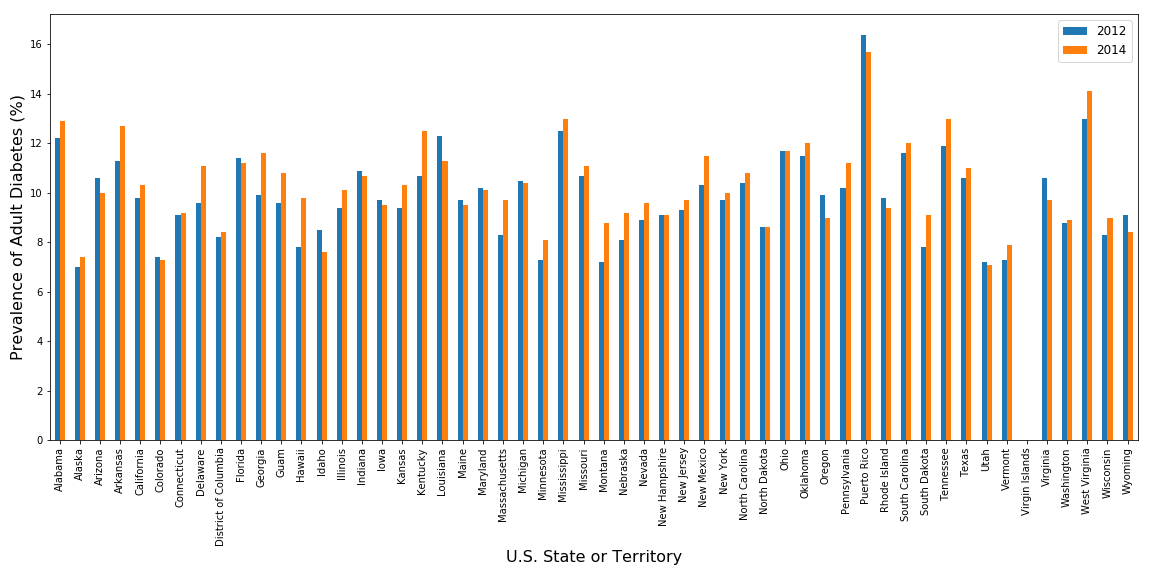 2012
2014
Prevalence of Adult Diabetes (%)
16
14
12
10
8
6
4
2
0
Alabama
Alaska
Arizona
Arkansas
California
Colorado
Connecticut
Delaware
District of Columbia
Florida
Georgia
Guam
Hawaii
Idaho
Illinois
Indiana
Iowa
Kansas
Kentucky
Louisiana
Maine
Maryland
Massachusetts
Michigan
Minnesota
Mississippi
Missouri
Montana
Nebraska
Nevada
New Hampshire
New Jersey
New Mexico
New York
North Carolina
North Dakota
Ohio
Oklahoma
Oregon
Pennsylvania
Puerto Rico
Rhode Island
South Carolina
South Dakota
Tennessee
Texas
Utah
Vermont
Virgin Islands
Virginia
Washington
West Virginia
Wisconsin
Wyoming
U.S. State or Territory